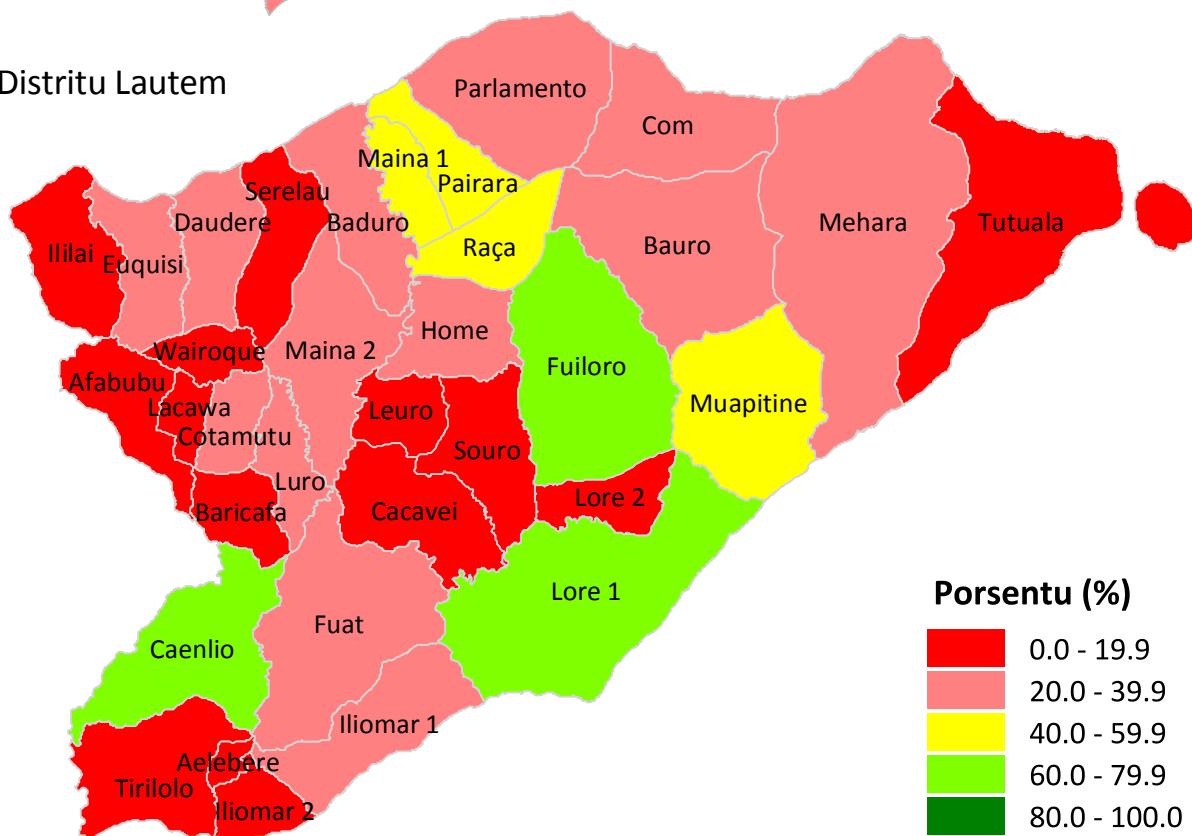 Distritu Lautem
Parlamento
Com
Maina 1
Pairara
Serelau
Daudere
Baduro
Mehara
Tutuala
Ililai
Euquisi
Raça
Bauro
Home
Wairoque
Maina 2
Fuiloro
Afabubu
Lacawa
Leuro
Muapitine
Cotamutu
Souro
Luro
Lore 2
Baricafa
Cacavei
Lore 1
Fuat
Caenlio
Iliomar 1
Aelebere
Tirilolo
Iliomar 2
Porsentu (%)
0.0 - 19.9
20.0 - 39.9
40.0 - 59.9
60.0 - 79.9
80.0 - 100.0